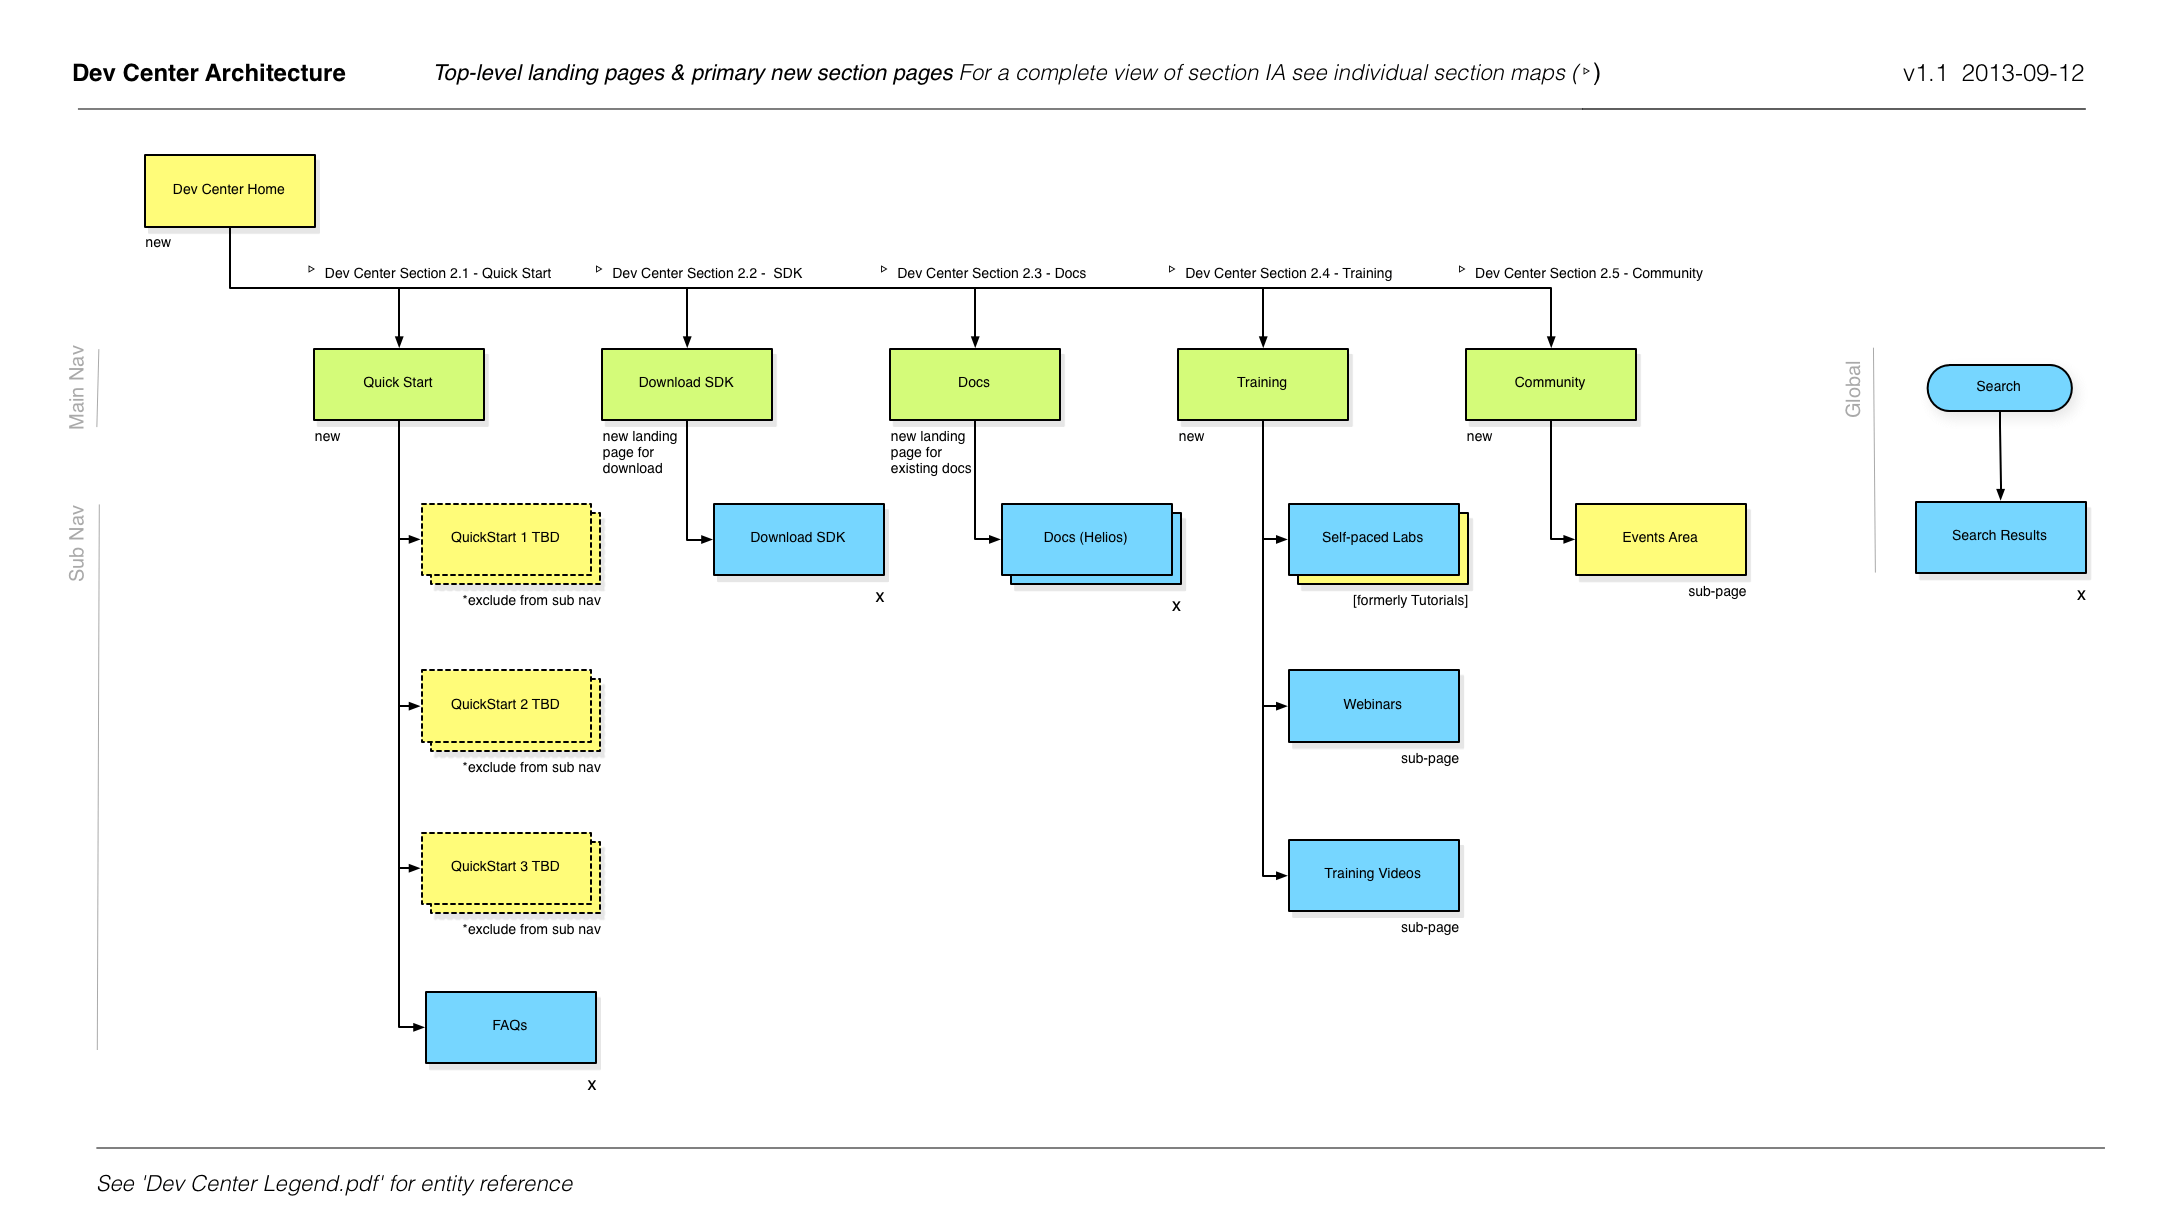 Dev Center Architecture
Top-level landing pages & primary new section pages For a complete view of section IA see individual section maps (▹)
v1.1 2013-09-12
Dev Center Home
new
▹ Dev Center Section 2.1 - Quick Start
▹ Dev Center Section 2.2 - SDK
▹ Dev Center Section 2.3 - Docs
▹ Dev Center Section 2.4 - Training
▹ Dev Center Section 2.5 - Community
Main Nav
Quick Start
new
Download SDK
new landing
page for
download
Docs
new landing
page for
existing docs
Training
new
Community
new
Global
Search
Sub Nav
QuickStart 1 TBD
*exclude from sub nav
Download SDK
x
Docs (Helios)
x
Self-paced Labs
[formerly Tutorials]
Events Area
sub-page
Search Results
x
QuickStart 2 TBD
*exclude from sub nav
Webinars
sub-page
QuickStart 3 TBD
*exclude from sub nav
Training Videos
sub-page
FAQs
x
See 'Dev Center Legend.pdf' for entity reference